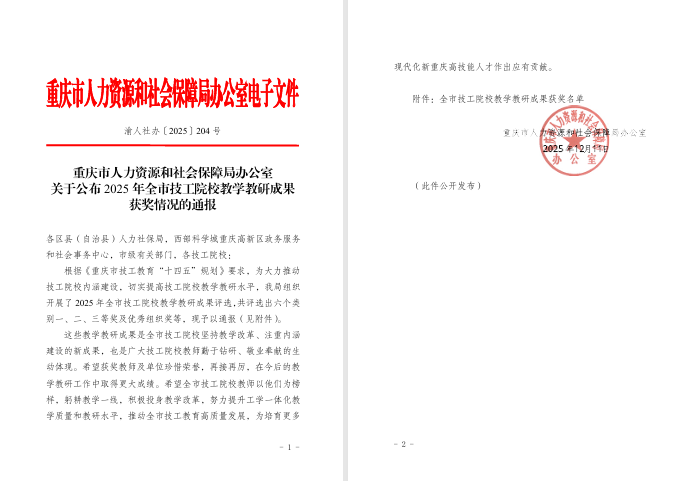 重庆市人力资源和社会保障局办公室电子文件
渝人社办〔2025〕204 号
重庆市人力资源和社会保障局办公室
关于公布 2025 年全市技工院校教学教研成果
获奖情况的通报
各区县（自治县）人力社保局，西部科学城重庆高新区政务服务
和社会事务中心，市级有关部门，各技工院校：
根据《重庆市技工教育“十四五”规划》要求，为大力推动
技工院校内涵建设，切实提高技工院校教学教研水平，我局组织
开展了 2025 年全市技工院校教学教研成果评选，共评选出六个类
别一、二、三等奖及优秀组织奖等，现予以通报（见附件）。
这些教学教研成果是全市技工院校坚持教学改革、注重内涵
建设的新成果，也是广大技工院校教师勤于钻研、敬业奉献的生
动体现。希望获奖教师及单位珍惜荣誉，再接再厉，在今后的教
学教研工作中取得更大成绩。希望全市技工院校教师以他们为榜
样，躬耕教学一线，积极投身教学改革，努力提升工学一体化教
学质量和教研水平，推动全市技工教育高质量发展，为培育更多
- 1 -
现代化新重庆高技能人才作出应有贡献。
附件：全市技工院校教学教研成果获奖名单
重庆市人力资源和社会保障局办公室
2025 年12月11日
办公室
（此件公开发布）
- 2 -